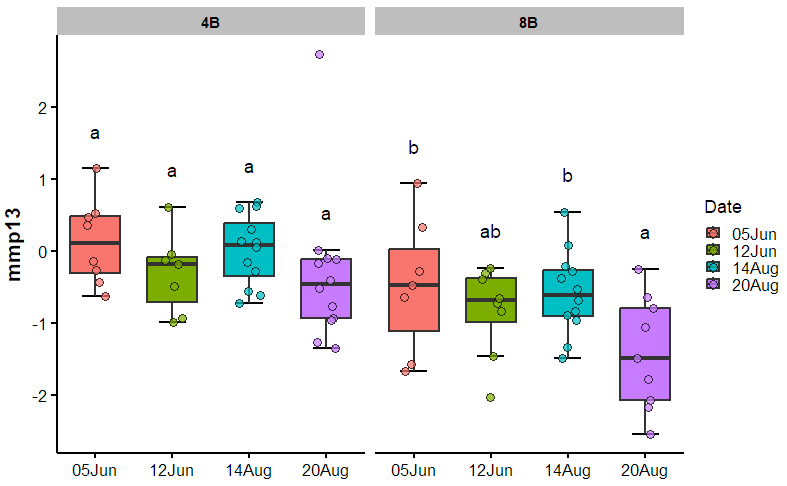 4B 8B
mmp13
2
1
0
-1
-2
a a a a
b ab b a
05Jun 12Jun 14Aug 20Aug 05Jun 12Jun 14Aug 20Aug
Date
05Jun
12Jun
14Aug
20Aug